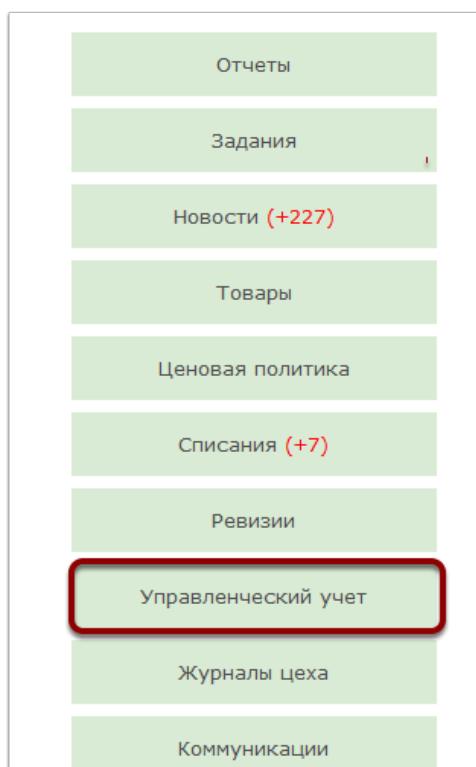 Отчеты
Задания
Новости (+227)
Товары
Ценовая политика
Списания (+7)
Ревизии
Управленческий учет
Журналы цеха
Коммуникации